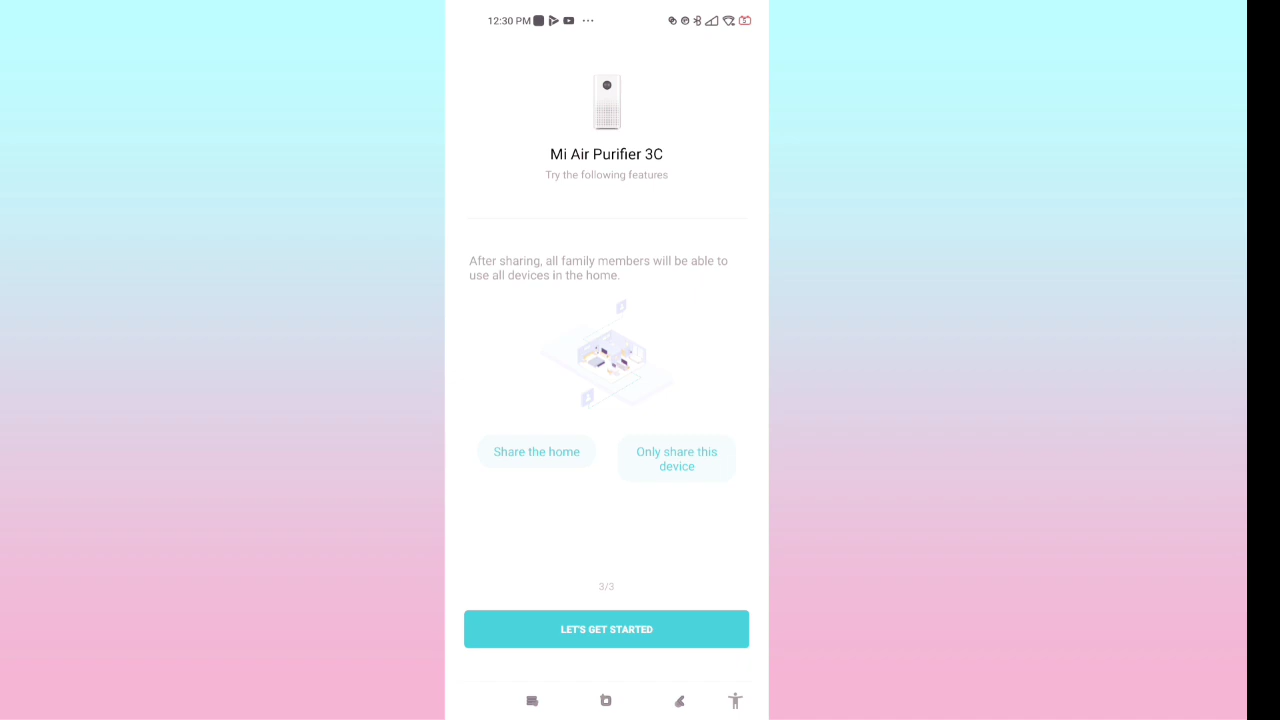 12:30 PM
Mi Air Purifier 3C
Try the following features
After sharing, all family members will be able to
use all devices in the home.
Share the home
Only share this
device
3/3
LET'S GET STARTED